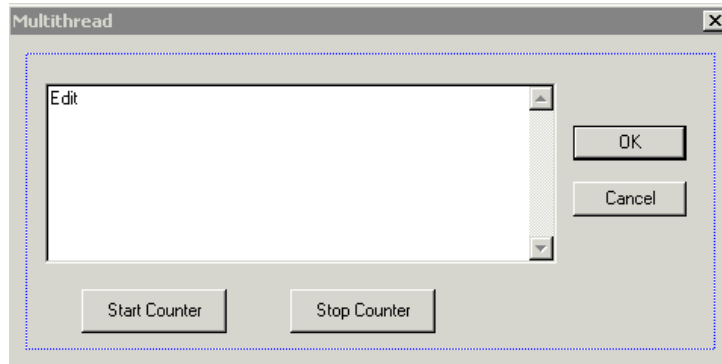 Multithread
Edit
OK
Cancel
Start Counter
Stop Counter